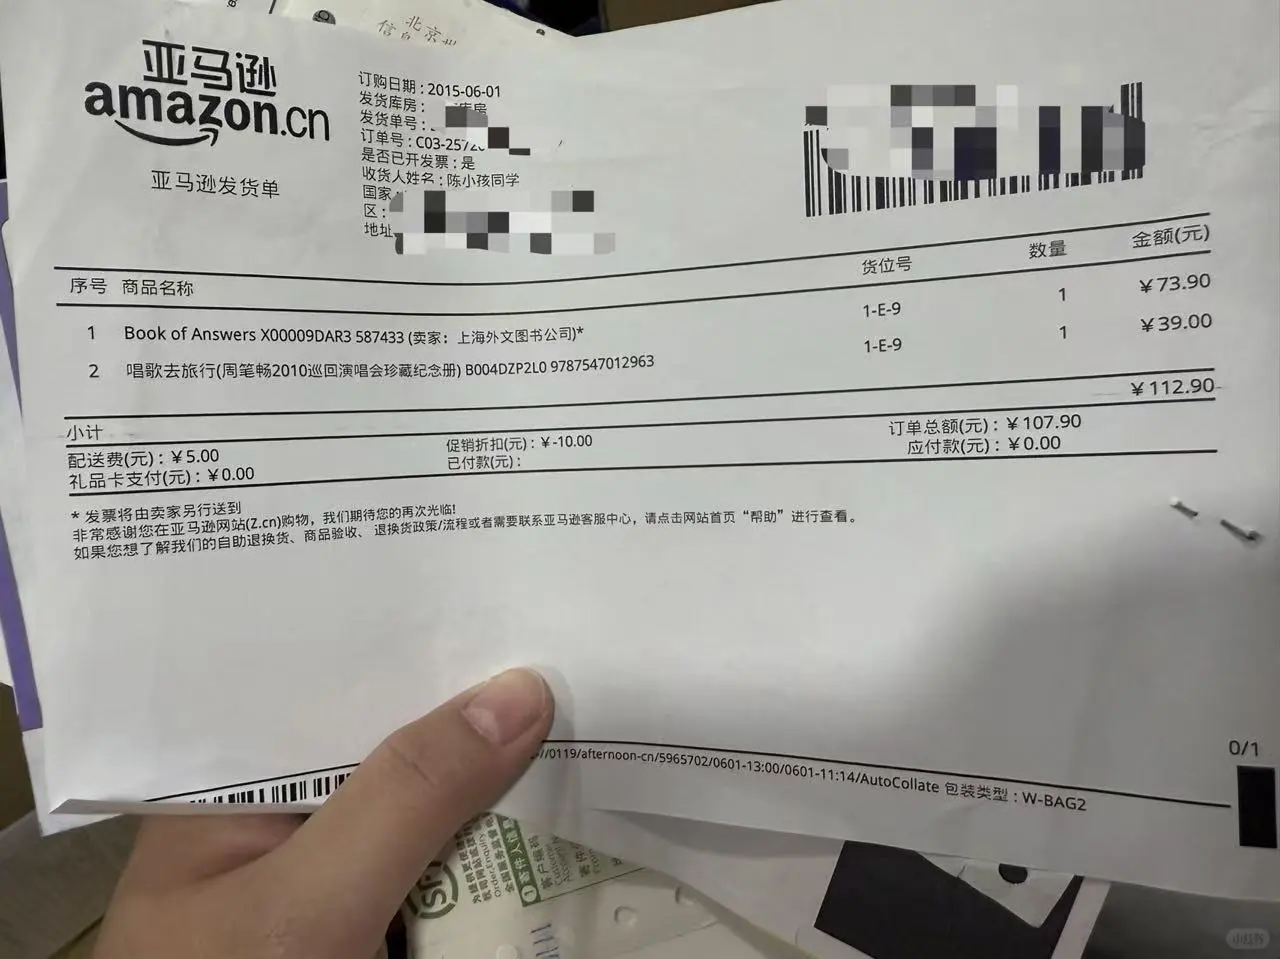 北京
信息
亚马逊
amazon.cn
亚马逊发货单
订购日期：2015-06-01
发货库房：
发货单号：
订单号：C03-2572
是否已开发票：是
收货人姓名：陈小孩同学
国家
区：
地址
序号 商品名称 货位号 数量 金额(元)
1 Book of Answers X00009DAR3 587433 (卖家：上海外文图书公司)* 1-E-9 1 ￥73.90
2 唱歌去旅行(周笔畅2010巡回演唱会珍藏纪念册) B004DZP2L0 9787547012963 1-E-9 1 ￥39.00
小计 ￥112.90
配送费(元)：￥5.00 促销折扣(元)：￥-10.00 订单总额(元)：￥107.90
礼品卡支付(元)：￥0.00 已付款(元)： 应付款(元)：￥0.00
* 发票将由卖家另行送到
非常感谢您在亚马逊网站(Z.cn)购物，我们期待您的再次光临!
如果您想了解我们的自助退换货、商品验收、退换货政策/流程或者需要联系亚马逊客服中心，请点击网站首页“帮助”进行查看。
0/1
/0119/afternoon-cn/5965702/0601-13:00/0601-11:14/AutoCollate 包装类型：W-BAG2
SF
小红书